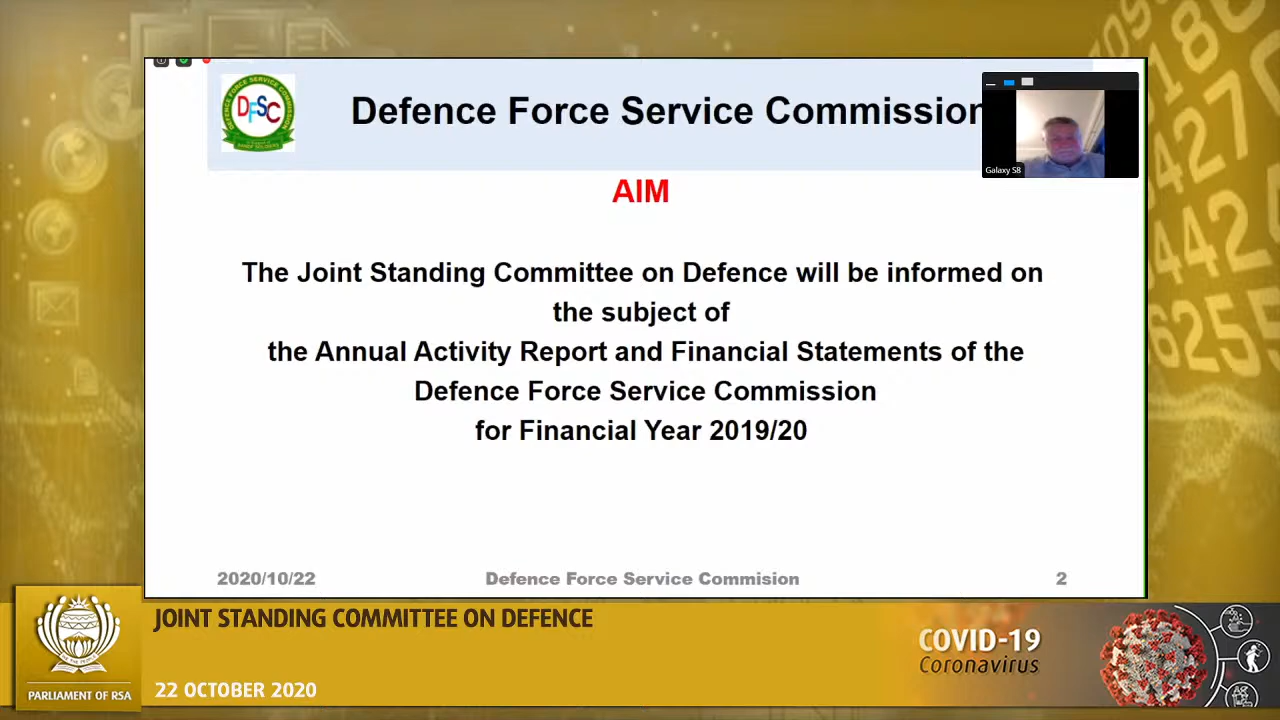 DFSC
Defence Force Service Commission
Galaxy S8
AIM
The Joint Standing Committee on Defence will be informed on
the subject of
the Annual Activity Report and Financial Statements of the
Defence Force Service Commission
for Financial Year 2019/20
2020/10/22
Defence Force Service Commision
2
JOINT STANDING COMMITTEE ON DEFENCE
22 OCTOBER 2020
PARLIAMENT OF RSA
COVID-19
Coronavirus